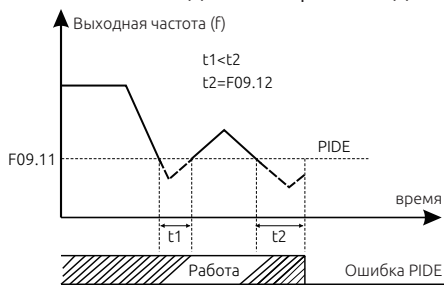 Выходная частота (f)
t1<t2
t2=F09.12
PIDE
F09.11
время
t1
t2
Работа
Ошибка PIDE